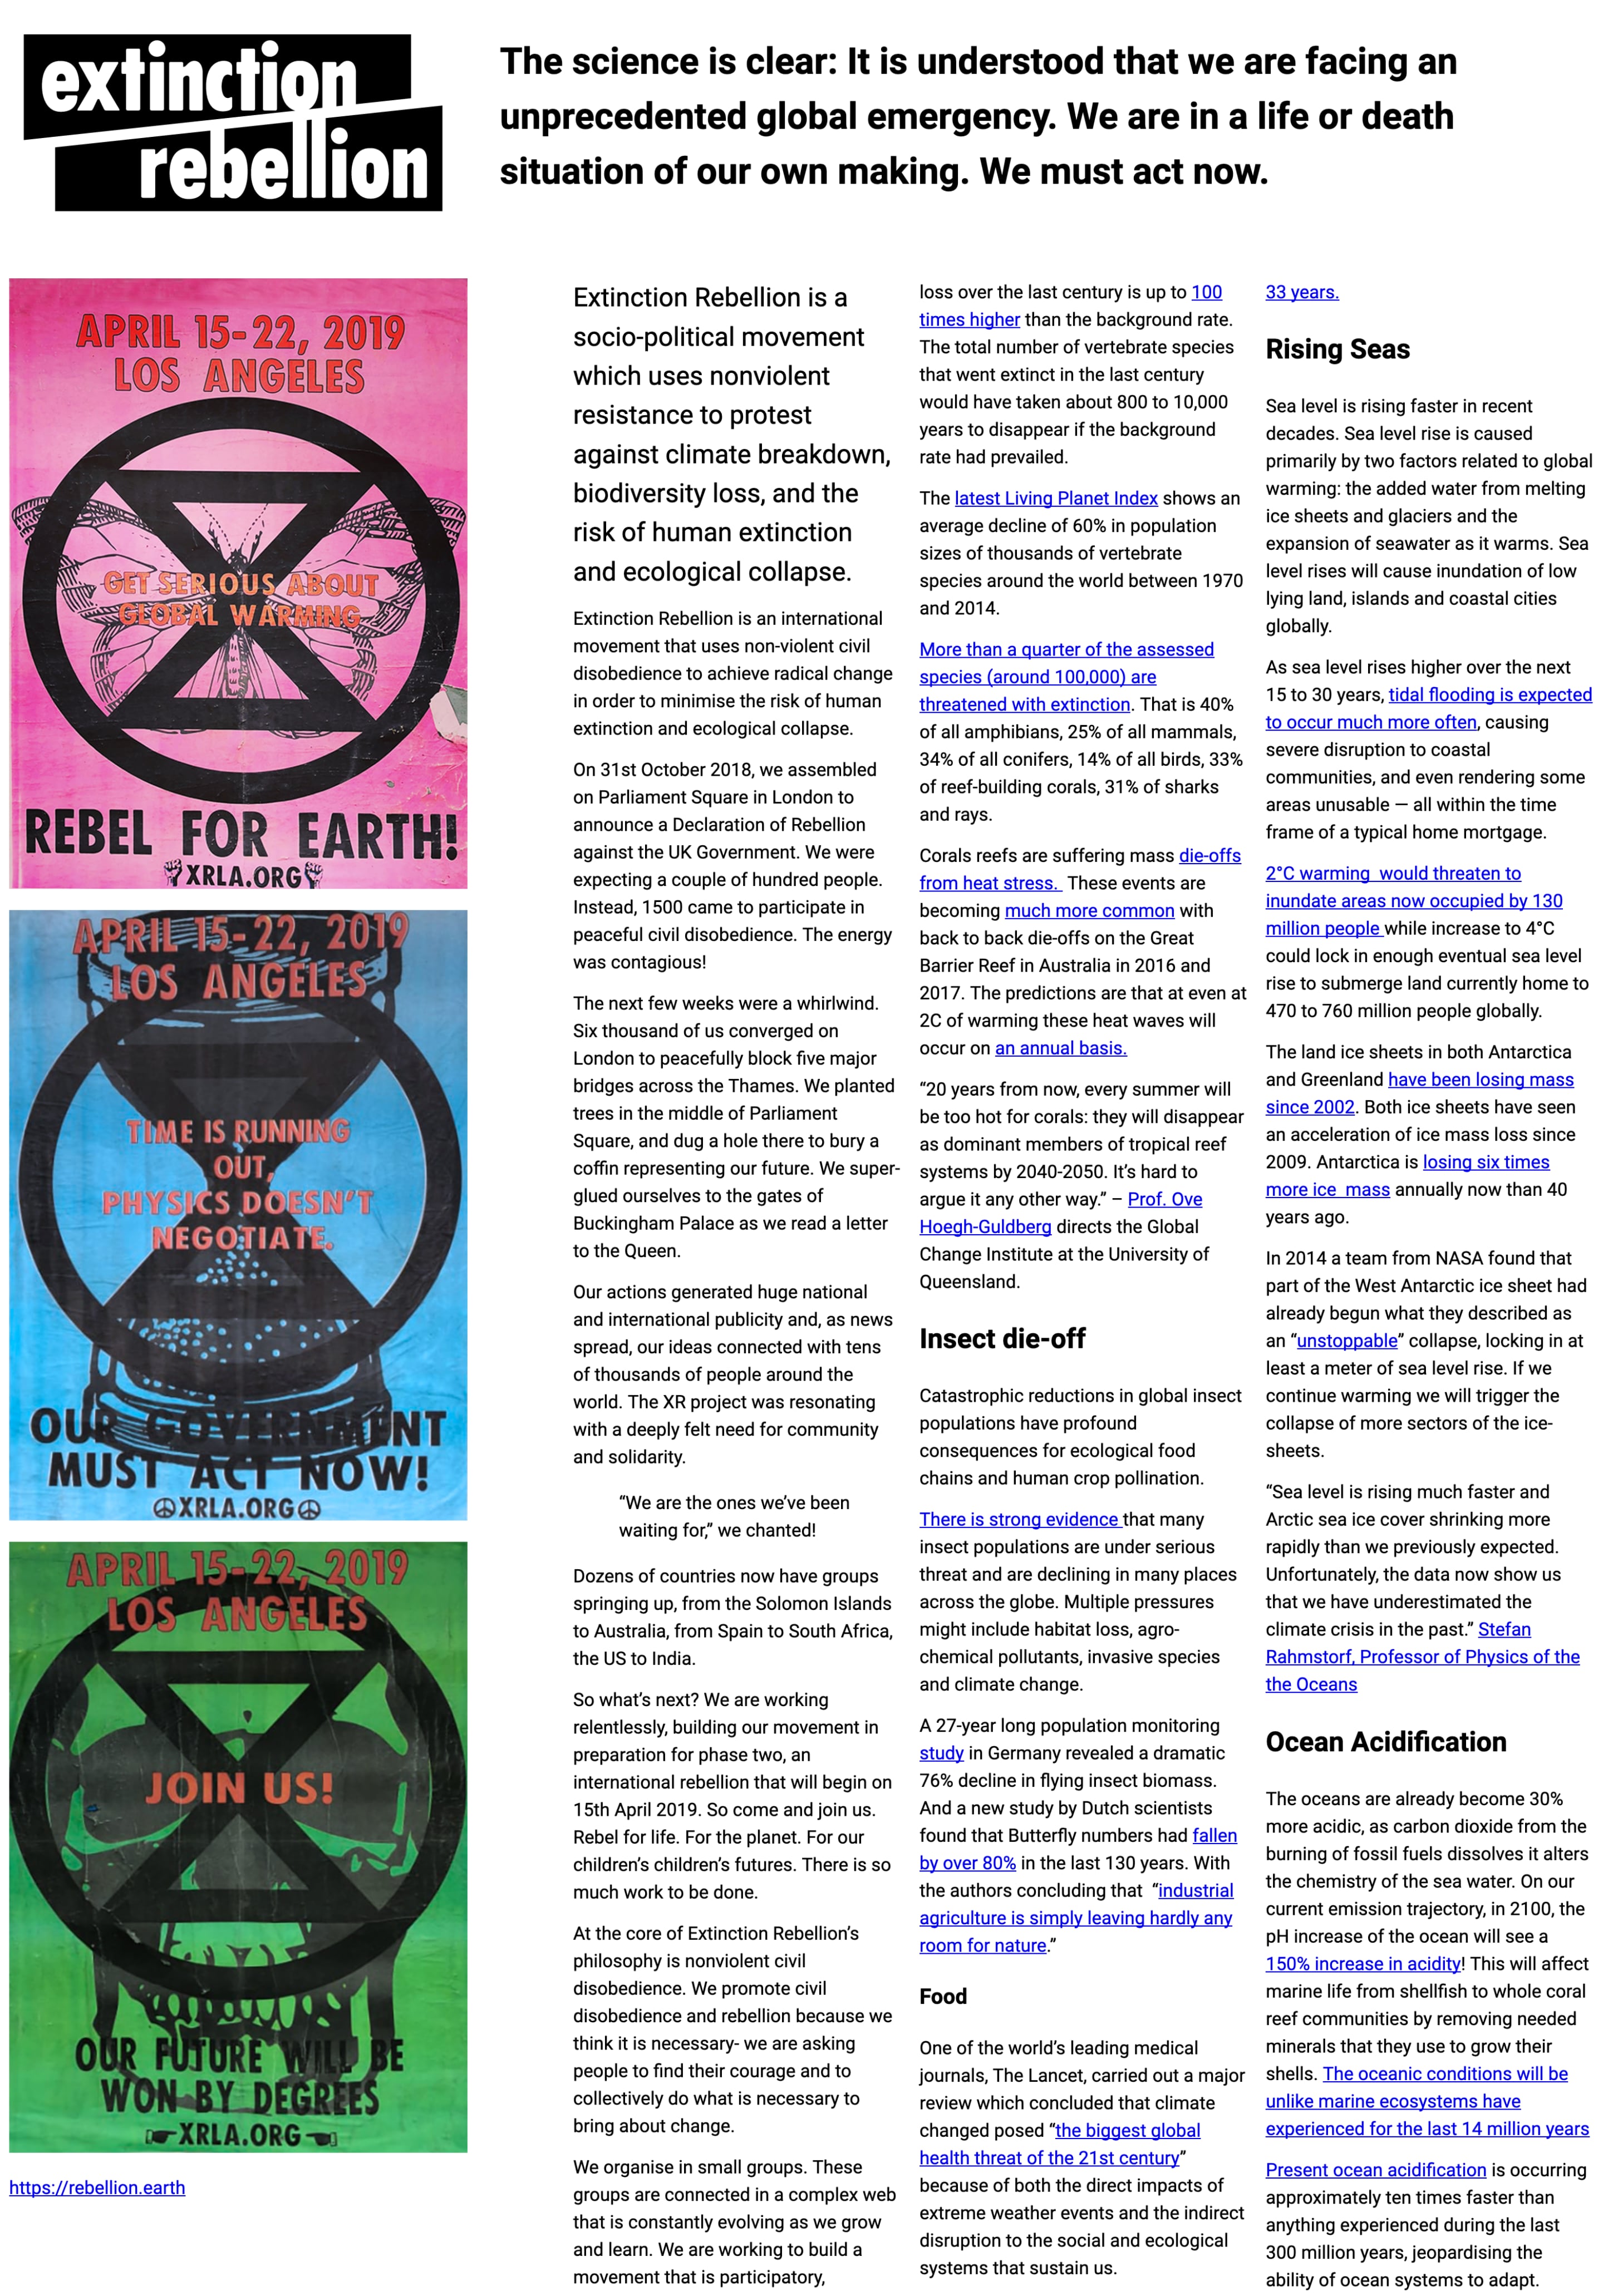 extinction
rebellion
The science is clear: It is understood that we are facing an
unprecedented global emergency. We are in a life or death
situation of our own making. We must act now.
APRIL 15-22, 2019
LOS ANGELES
GET SERIOUS ABOUT
GLOBAL WARMING
REBEL FOR EARTH!
XRLA.ORG
APRIL 15-22, 2019
LOS ANGELES
TIME IS RUNNING
OUT,
PHYSICS DOESN'T
NEGOTIATE.
OUR GOVERNMENT
MUST ACT NOW!
XRLA.ORG
APRIL 15-22, 2019
LOS ANGELES
JOIN US!
OUR FUTURE WILL BE
WON BY DEGREES
XRLA.ORG
https://rebellion.earth
Extinction Rebellion is a
socio-political movement
which uses nonviolent
resistance to protest
against climate breakdown,
biodiversity loss, and the
risk of human extinction
and ecological collapse.
Extinction Rebellion is an international
movement that uses non-violent civil
disobedience to achieve radical change
in order to minimise the risk of human
extinction and ecological collapse.
On 31st October 2018, we assembled
on Parliament Square in London to
announce a Declaration of Rebellion
against the UK Government. We were
expecting a couple of hundred people.
Instead, 1500 came to participate in
peaceful civil disobedience. The energy
was contagious!
The next few weeks were a whirlwind.
Six thousand of us converged on
London to peacefully block five major
bridges across the Thames. We planted
trees in the middle of Parliament
Square, and dug a hole there to bury a
coffin representing our future. We super-
glued ourselves to the gates of
Buckingham Palace as we read a letter
to the Queen.
Our actions generated huge national
and international publicity and, as news
spread, our ideas connected with tens
of thousands of people around the
world. The XR project was resonating
with a deeply felt need for community
and solidarity.
“We are the ones we’ve been
waiting for,” we chanted!
Dozens of countries now have groups
springing up, from the Solomon Islands
to Australia, from Spain to South Africa,
the US to India.
So what’s next? We are working
relentlessly, building our movement in
preparation for phase two, an
international rebellion that will begin on
15th April 2019. So come and join us.
Rebel for life. For the planet. For our
children’s children’s futures. There is so
much work to be done.
At the core of Extinction Rebellion’s
philosophy is nonviolent civil
disobedience. We promote civil
disobedience and rebellion because we
think it is necessary- we are asking
people to find their courage and to
collectively do what is necessary to
bring about change.
We organise in small groups. These
groups are connected in a complex web
that is constantly evolving as we grow
and learn. We are working to build a
movement that is participatory,
loss over the last century is up to 100
times higher than the background rate.
The total number of vertebrate species
that went extinct in the last century
would have taken about 800 to 10,000
years to disappear if the background
rate had prevailed.
The latest Living Planet Index shows an
average decline of 60% in population
sizes of thousands of vertebrate
species around the world between 1970
and 2014.
More than a quarter of the assessed
species (around 100,000) are
threatened with extinction. That is 40%
of all amphibians, 25% of all mammals,
34% of all conifers, 14% of all birds, 33%
of reef-building corals, 31% of sharks
and rays.
Corals reefs are suffering mass die-offs
from heat stress.  These events are
becoming much more common with
back to back die-offs on the Great
Barrier Reef in Australia in 2016 and
2017. The predictions are that at even at
2C of warming these heat waves will
occur on an annual basis.
“20 years from now, every summer will
be too hot for corals: they will disappear
as dominant members of tropical reef
systems by 2040-2050. It’s hard to
argue it any other way.” – Prof. Ove
Hoegh-Guldberg directs the Global
Change Institute at the University of
Queensland.
Insect die-off
Catastrophic reductions in global insect
populations have profound
consequences for ecological food
chains and human crop pollination.
There is strong evidence that many
insect populations are under serious
threat and are declining in many places
across the globe. Multiple pressures
might include habitat loss, agro-
chemical pollutants, invasive species
and climate change.
A 27-year long population monitoring
study in Germany revealed a dramatic
76% decline in flying insect biomass.
And a new study by Dutch scientists
found that Butterfly numbers had fallen
by over 80% in the last 130 years. With
the authors concluding that  “industrial
agriculture is simply leaving hardly any
room for nature.”
Food
One of the world’s leading medical
journals, The Lancet, carried out a major
review which concluded that climate
changed posed “the biggest global
health threat of the 21st century”
because of both the direct impacts of
extreme weather events and the indirect
disruption to the social and ecological
systems that sustain us.
33 years.
Rising Seas
Sea level is rising faster in recent
decades. Sea level rise is caused
primarily by two factors related to global
warming: the added water from melting
ice sheets and glaciers and the
expansion of seawater as it warms. Sea
level rises will cause inundation of low
lying land, islands and coastal cities
globally.
As sea level rises higher over the next
15 to 30 years, tidal flooding is expected
to occur much more often, causing
severe disruption to coastal
communities, and even rendering some
areas unusable — all within the time
frame of a typical home mortgage.
2°C warming  would threaten to
inundate areas now occupied by 130
million people while increase to 4°C
could lock in enough eventual sea level
rise to submerge land currently home to
470 to 760 million people globally.
The land ice sheets in both Antarctica
and Greenland have been losing mass
since 2002. Both ice sheets have seen
an acceleration of ice mass loss since
2009. Antarctica is losing six times
more ice  mass annually now than 40
years ago.
In 2014 a team from NASA found that
part of the West Antarctic ice sheet had
already begun what they described as
an “unstoppable” collapse, locking in at
least a meter of sea level rise. If we
continue warming we will trigger the
collapse of more sectors of the ice-
sheets.
“Sea level is rising much faster and
Arctic sea ice cover shrinking more
rapidly than we previously expected.
Unfortunately, the data now show us
that we have underestimated the
climate crisis in the past.” Stefan
Rahmstorf, Professor of Physics of the
the Oceans
Ocean Acidification
The oceans are already become 30%
more acidic, as carbon dioxide from the
burning of fossil fuels dissolves it alters
the chemistry of the sea water. On our
current emission trajectory, in 2100, the
pH increase of the ocean will see a
150% increase in acidity! This will affect
marine life from shellfish to whole coral
reef communities by removing needed
minerals that they use to grow their
shells. The oceanic conditions will be
unlike marine ecosystems have
experienced for the last 14 million years
Present ocean acidification is occurring
approximately ten times faster than
anything experienced during the last
300 million years, jeopardising the
ability of ocean systems to adapt.